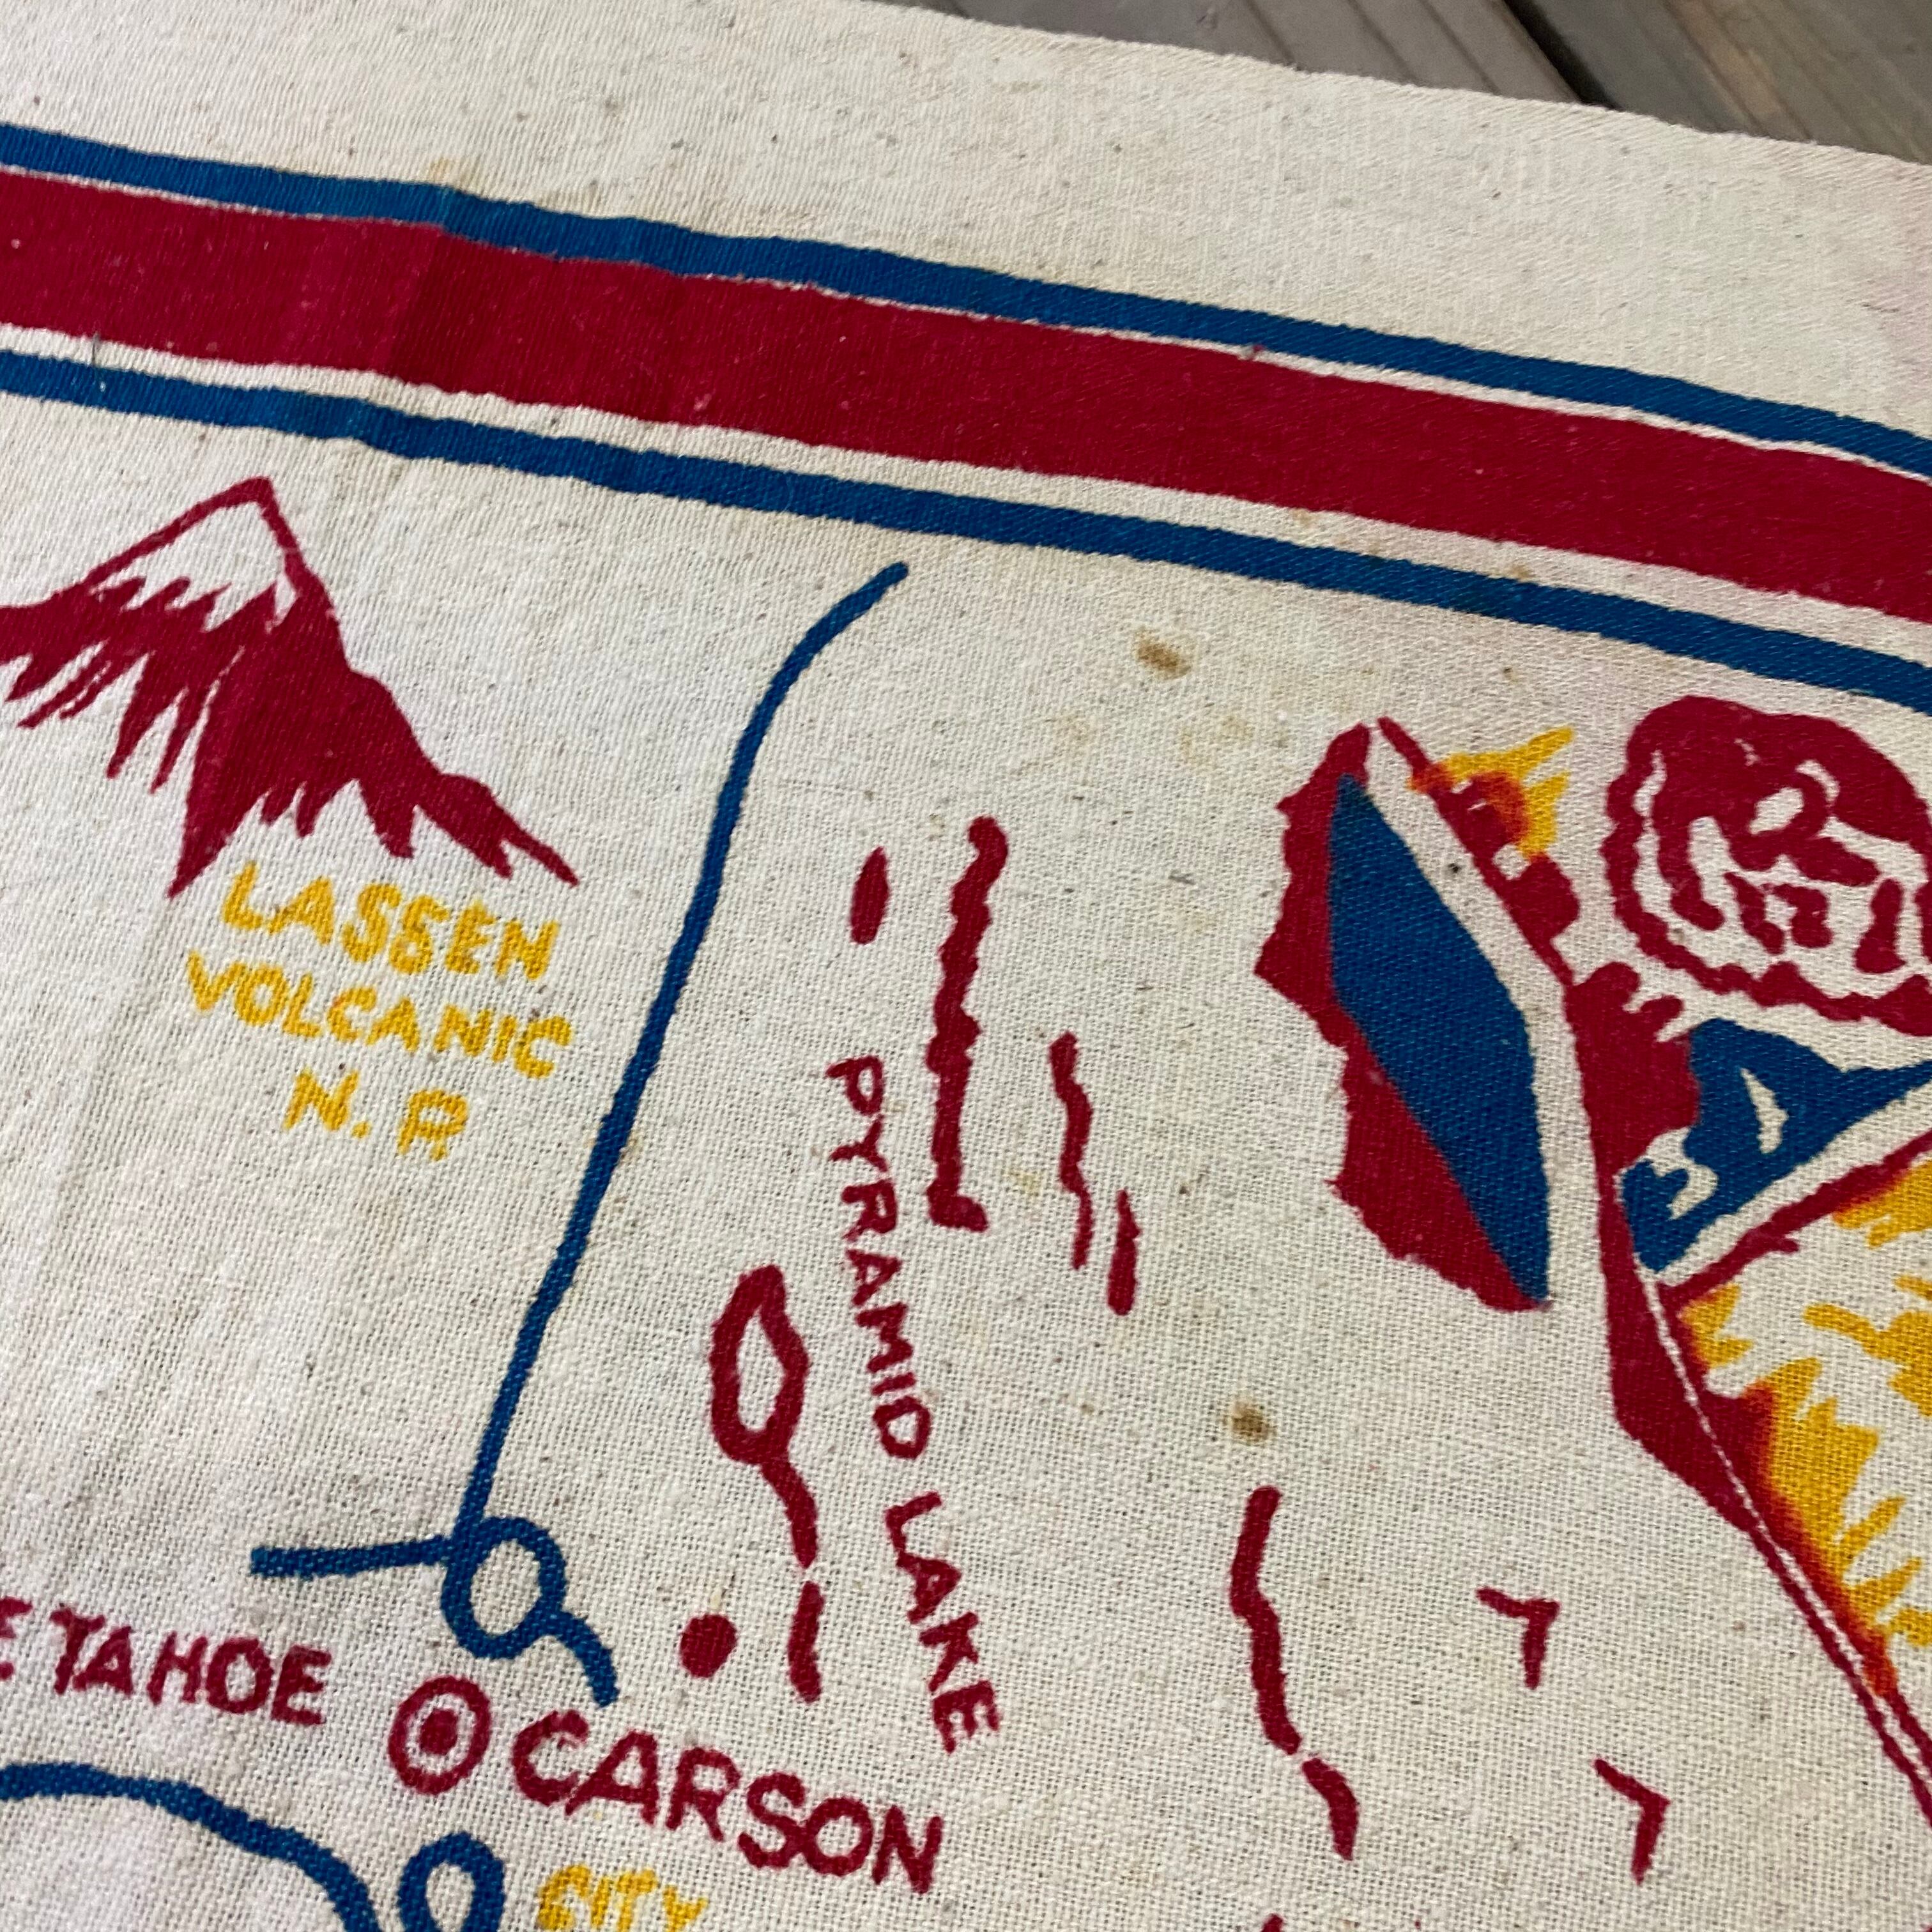 LASSEN
VOLCANIC
N. P.
PYRAMID LAKE
E TAHOE
CARSON
CITY